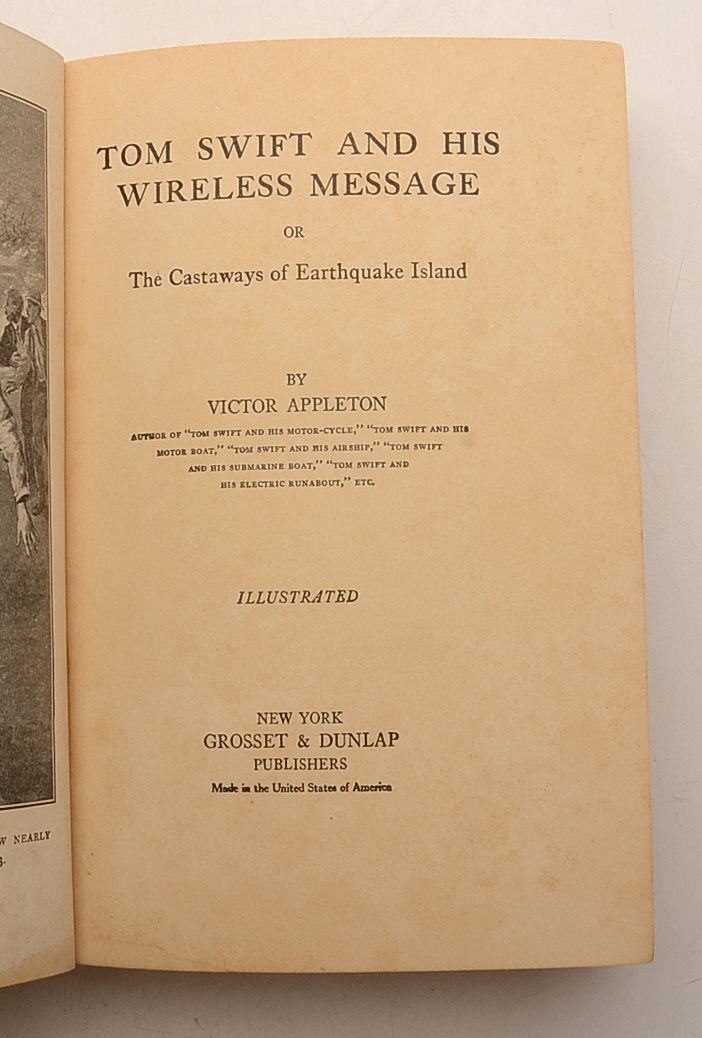 TOM SWIFT AND HIS
WIRELESS MESSAGE
OR
The Castaways of Earthquake Island
BY
VICTOR APPLETON
AUTHOR OF "TOM SWIFT AND HIS MOTOR-CYCLE," "TOM SWIFT AND HIS
MOTOR BOAT," "TOM SWIFT AND HIS AIRSHIP," "TOM SWIFT
AND HIS SUBMARINE BOAT," "TOM SWIFT AND
HIS ELECTRIC RUNABOUT," ETC.
ILLUSTRATED
NEW YORK
GROSSET & DUNLAP
PUBLISHERS
Made in the United States of America
NEARLY